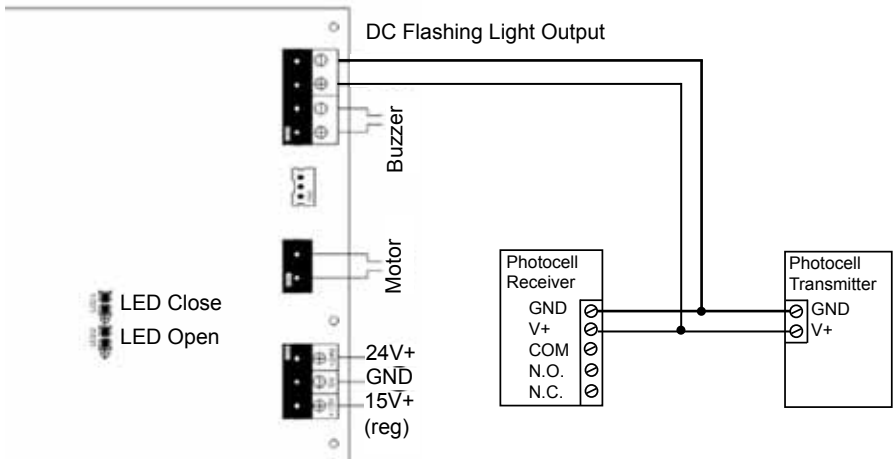 DC Flashing Light Output
Buzzer
Motor
LED Close
LED Open
24V+
GND
15V+
(reg)
Photocell
Receiver
GND
V+
COM
N.O.
N.C.
Photocell
Transmitter
GND
V+